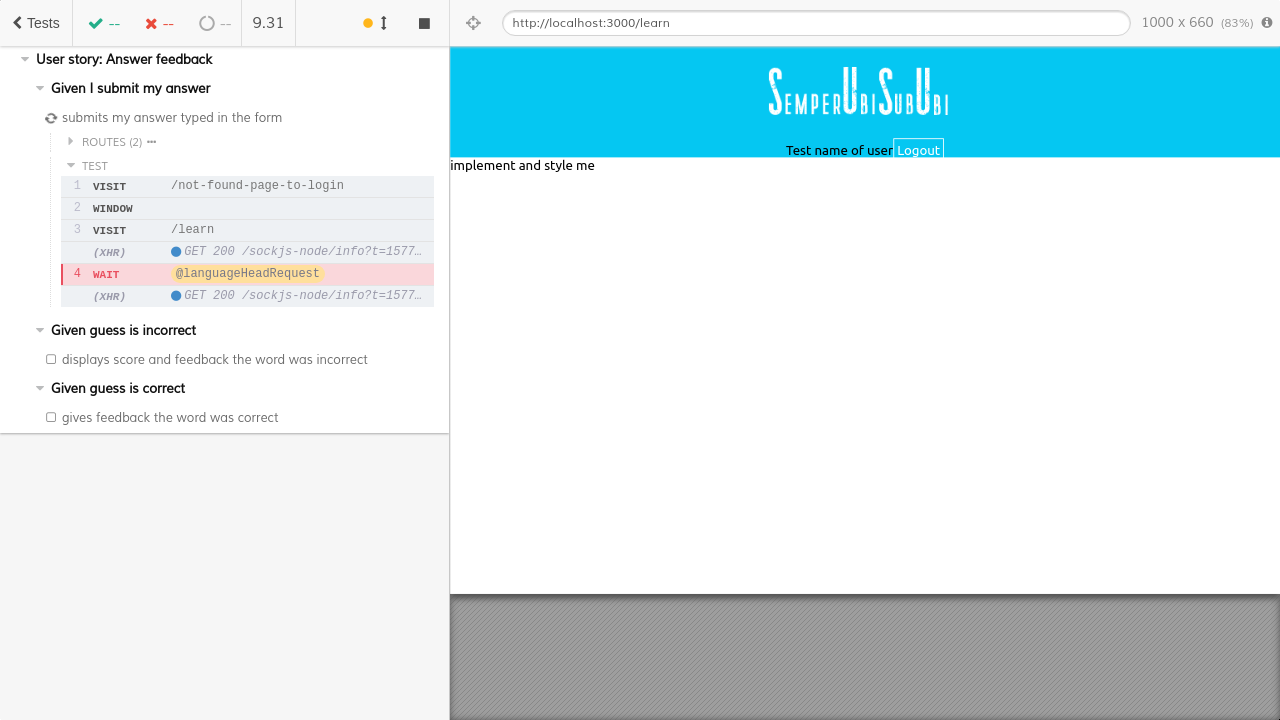 Tests -- -- -- 9.31
http://localhost:3000/learn 1000 x 660 (83%)
User story: Answer feedback
Given I submit my answer
submits my answer typed in the form
ROUTES (2)
TEST
1 VISIT /not-found-page-to-login
2 WINDOW
3 VISIT /learn
(XHR) GET 200 /sockjs-node/info?t=1577…
4 WAIT @languageHeadRequest
(XHR) GET 200 /sockjs-node/info?t=1577…
Given guess is incorrect
displays score and feedback the word was incorrect
Given guess is correct
gives feedback the word was correct
SemperUbiSubUbi
Test name of user Logout
implement and style me